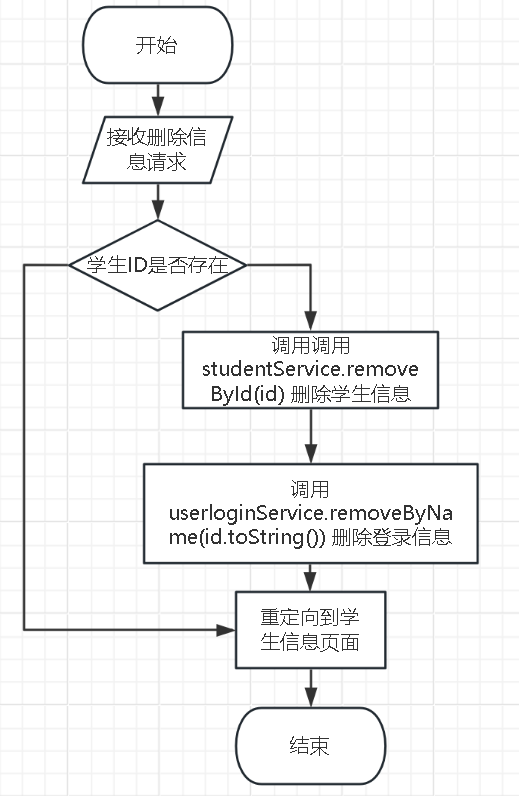 开始
接收删除信
息请求
学生ID是否存在
调用调用
studentService.remove
ById(id) 删除学生信息
调用
userloginService.removeByNa
me(id.toString()) 删除登录信息
重定向到学
生信息页面
结束